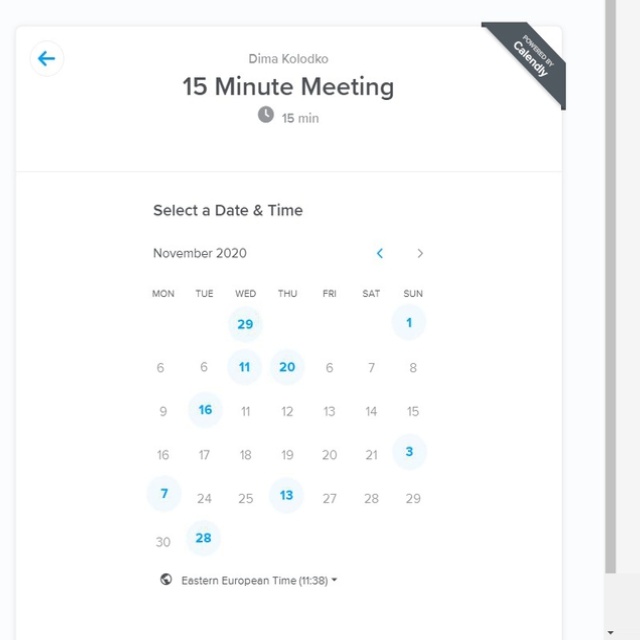 POWERED BY
Calendly
Dima Kolodko
15 Minute Meeting
15 min
Select a Date & Time
November 2020
MON TUE WED THU FRI SAT SUN
29 1
6 6 11 20 6 7 8
9 16 11 12 13 14 15
16 17 18 19 20 21 3
7 24 25 13 27 28 29
30 28
Eastern European Time (11:38)